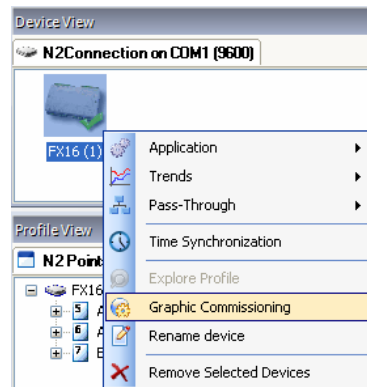 Device View
N2Connection on COM1 (9600)
FX16 (1)
Application
Trends
Pass-Through
Time Synchronization
Explore Profile
Graphic Commissioning
Rename device
Remove Selected Devices
Profile View
N2 Point
FX16
5 A
6 A
7 B